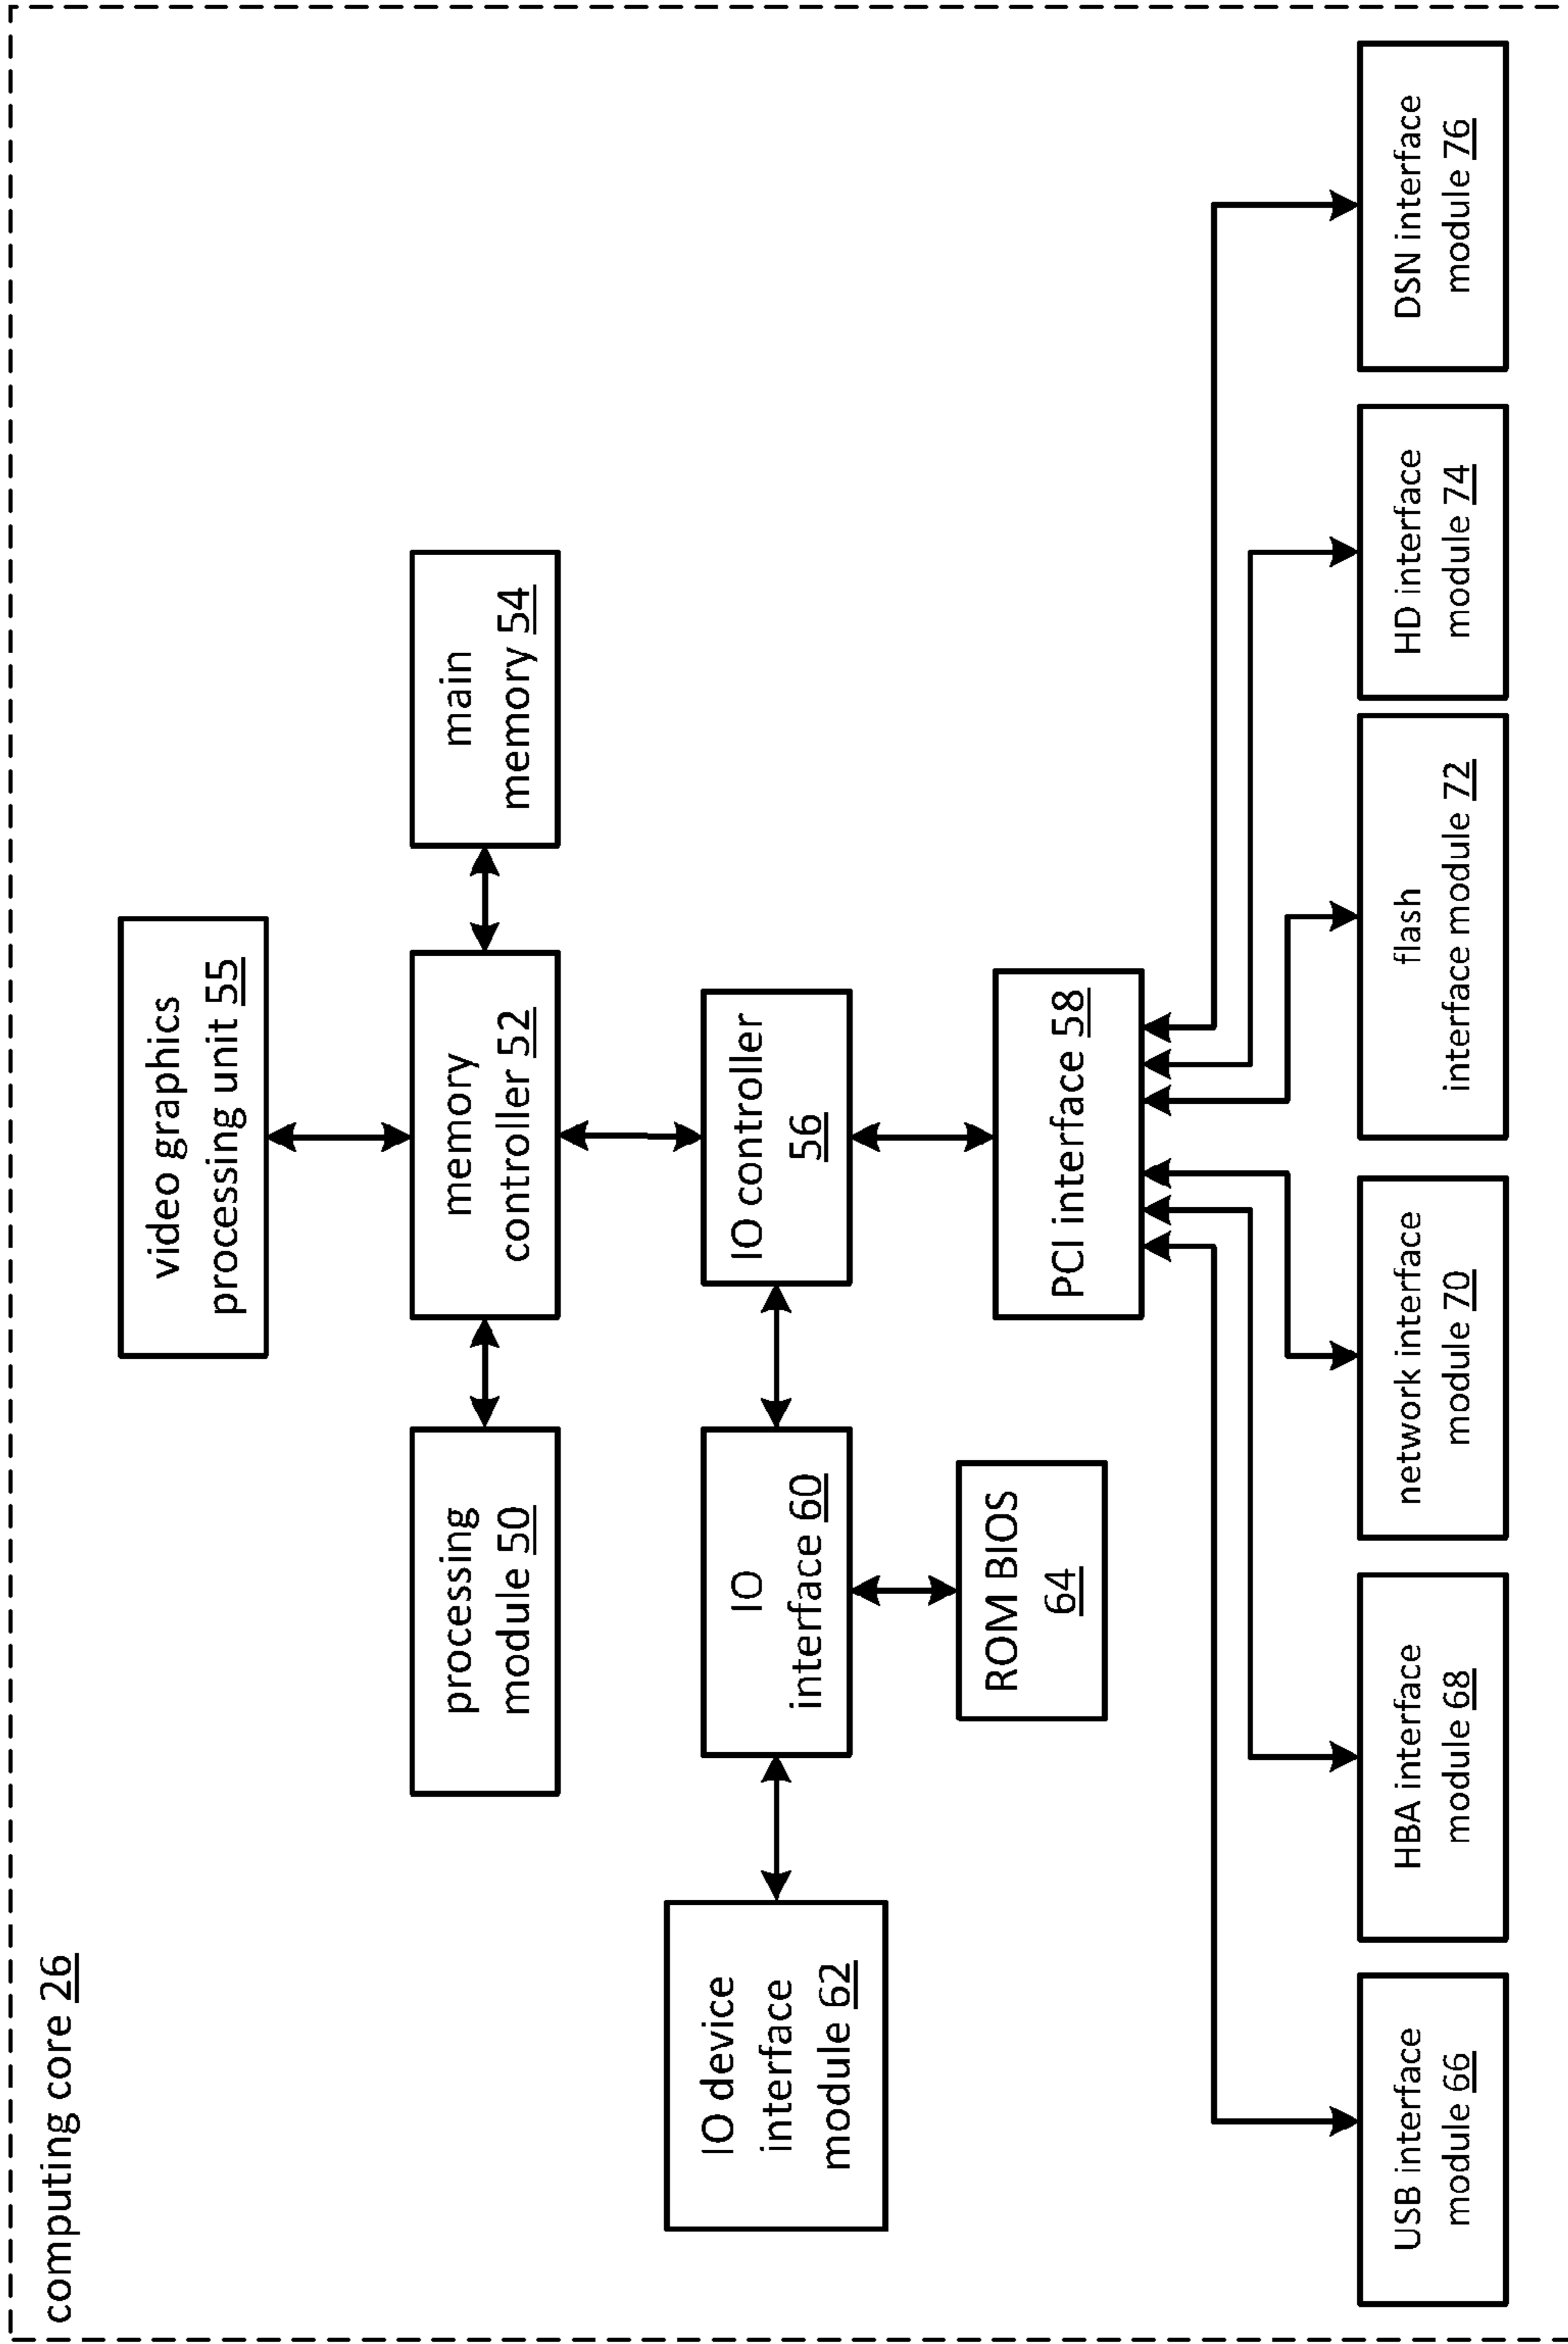 computing core 26
video graphics
processing unit 55
processing
module 50
memory
controller 52
main
memory 54
IO device
interface
module 62
IO
interface 60
IO controller
56
ROM BIOS
64
PCI interface 58
USB interface
module 66
HBA interface
module 68
network interface
module 70
flash
interface module 72
HD interface
module 74
DSN interface
module 76